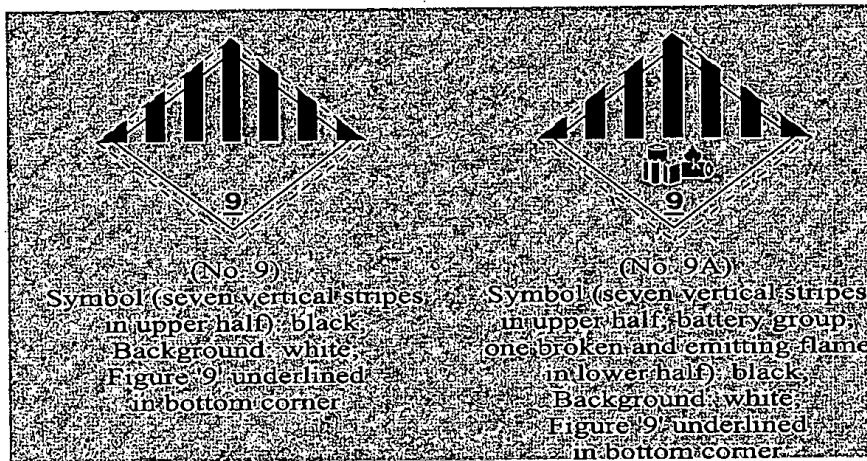 9
(No. 9)
Symbol (seven vertical stripes
in upper half): black,
Background: white,
Figure '9' underlined
in bottom corner
9
(No. 9A)
Symbol (seven vertical stripes
in upper half; battery group,
one broken and emitting flame
in lower half): black,
Background: white,
Figure '9' underlined
in bottom corner